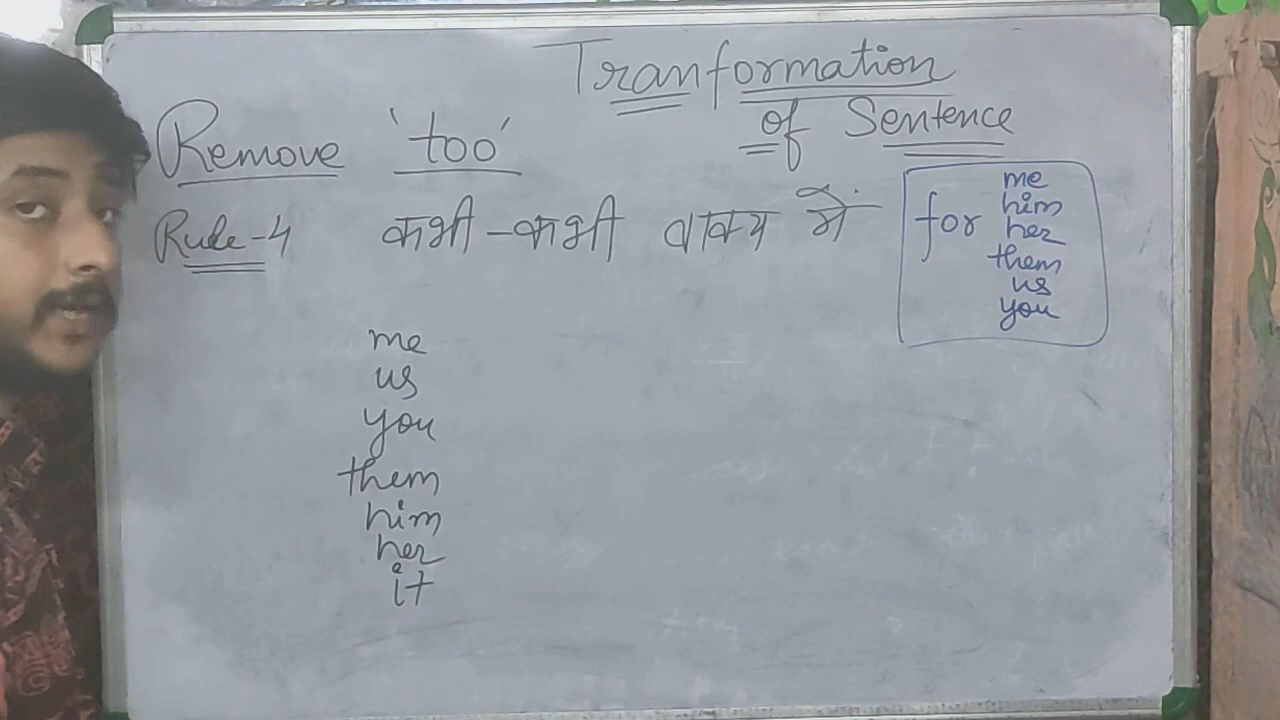 Tranformation
of Sentence
Remove 'too'
Rule-4 कभी-कभी वाक्य में
for me
him
her
them
us
you
me
us
you
them
him
her
it